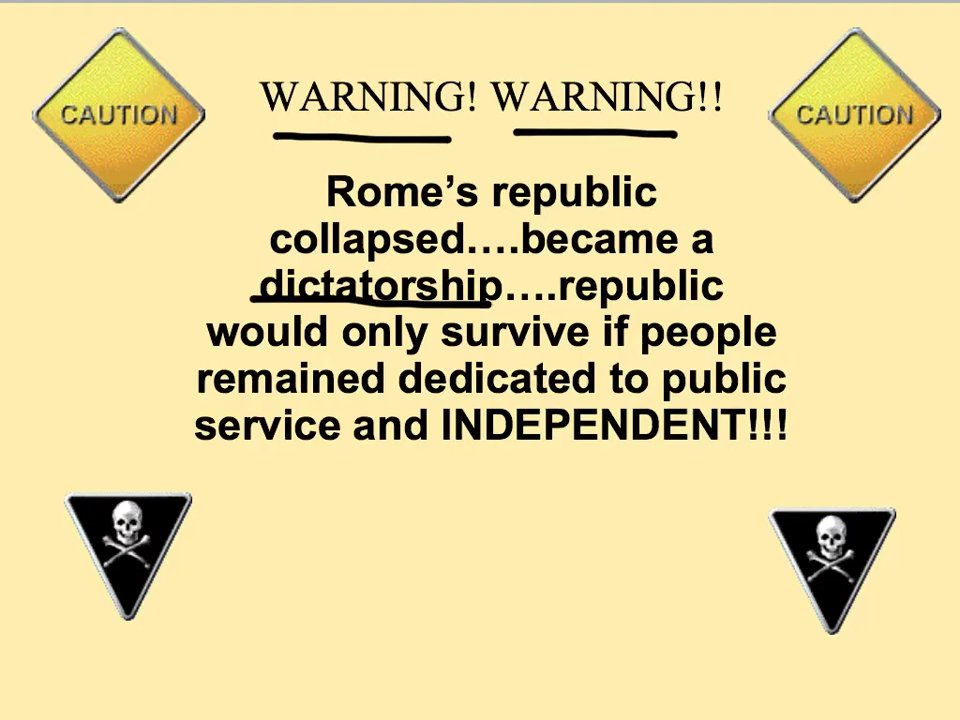 CAUTION
CAUTION
WARNING! WARNING!!
Rome’s republic
collapsed….became a
dictatorship….republic
would only survive if people
remained dedicated to public
service and INDEPENDENT!!!